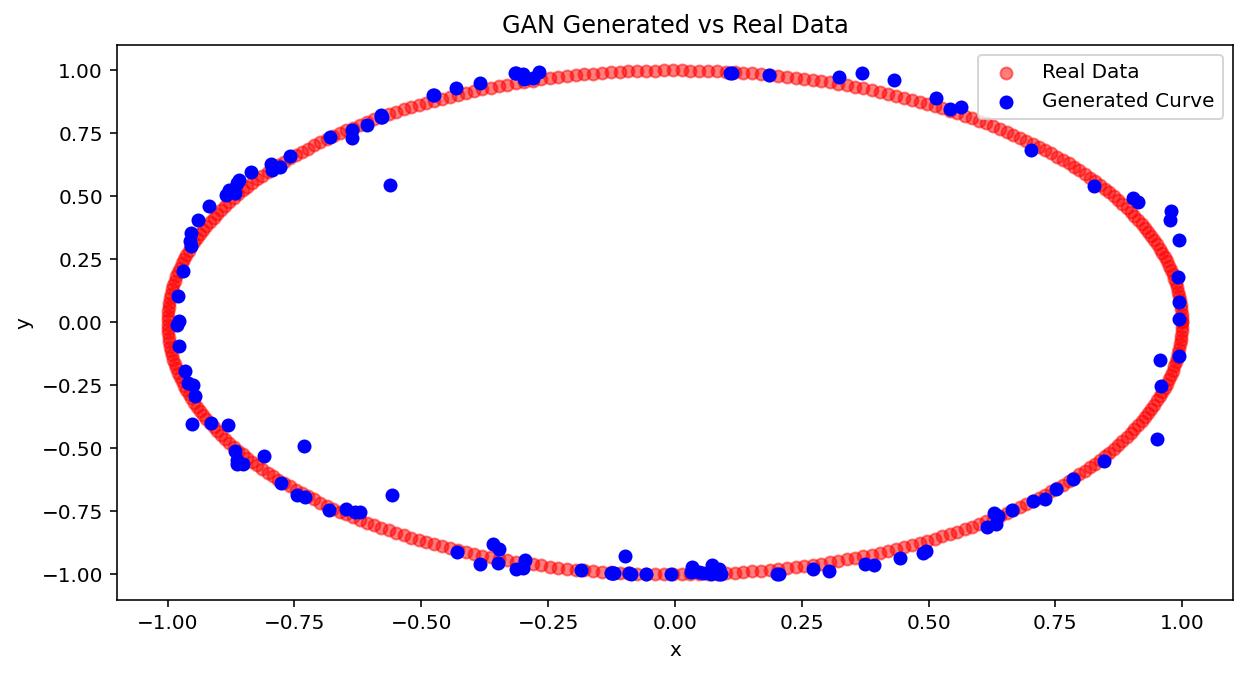 GAN Generated vs Real Data
Real Data
Generated Curve
1.00
0.75
0.50
0.25
0.00
−0.25
−0.50
−0.75
−1.00
y
−1.00 −0.75 −0.50 −0.25 0.00 0.25 0.50 0.75 1.00
x